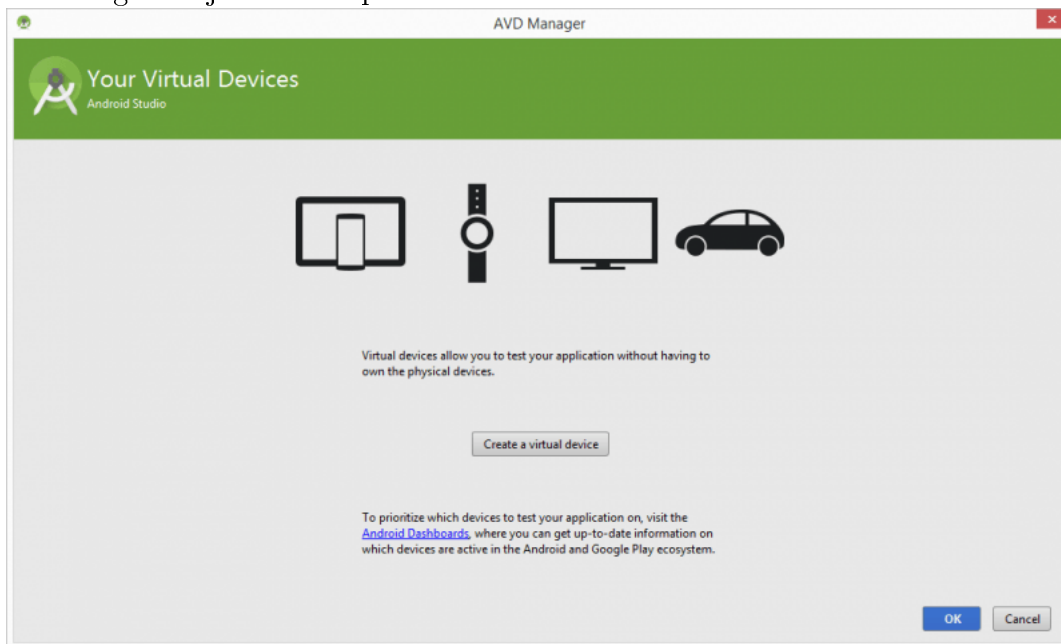 AVD Manager
Your Virtual Devices
Android Studio
Virtual devices allow you to test your application without having to
own the physical devices.
Create a virtual device
To prioritize which devices to test your application on, visit the
Android Dashboards, where you can get up-to-date information on
which devices are active in the Android and Google Play ecosystem.
OK Cancel